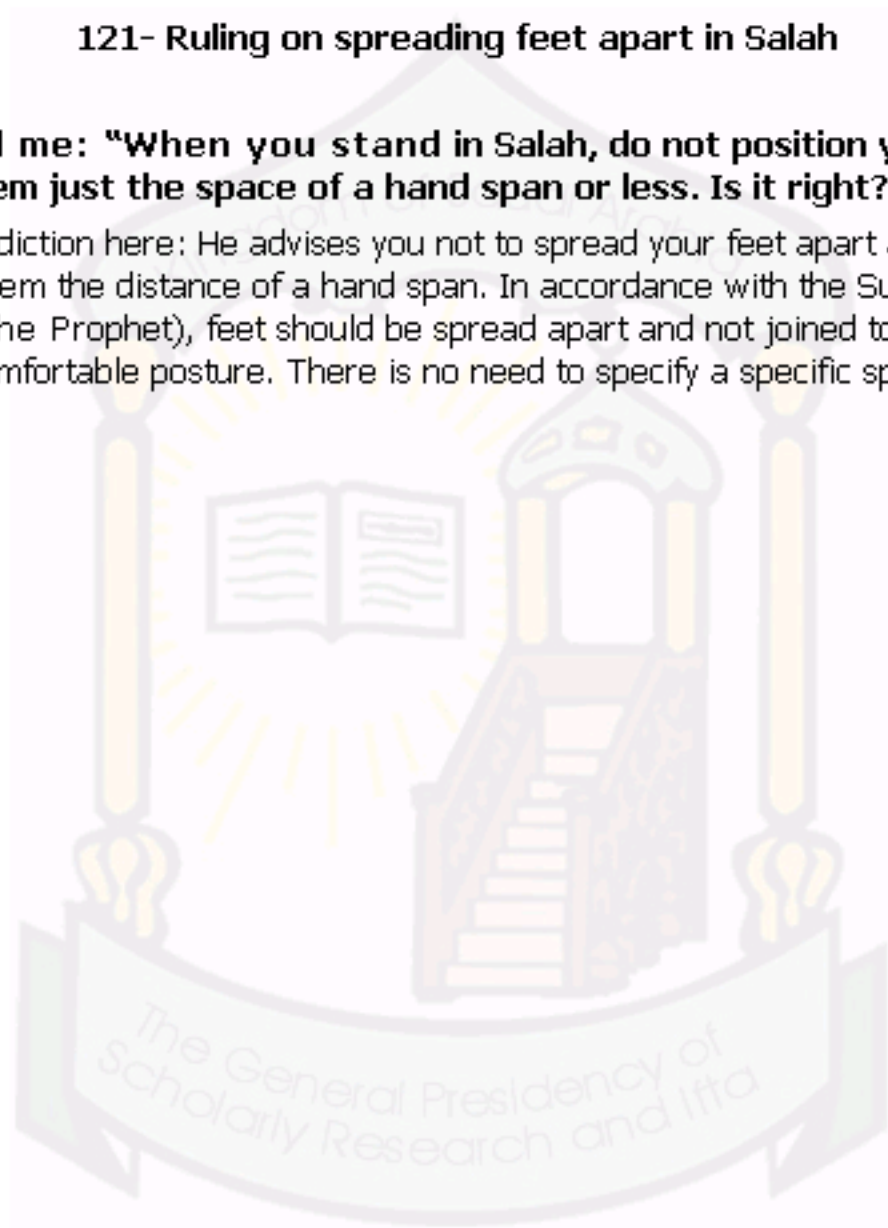 121- Ruling on spreading feet apart in Salah
me: “When you stand in Salah, do not position
em just the space of a hand span or less. Is it right?
diction here: He advises you not to spread your feet apart
em the distance of a hand span. In accordance with the Su
he Prophet), feet should be spread apart and not joined to
mfortable posture. There is no need to specify a specific sp
Kingdom of Saudi Arabia
The General Presidency of
Scholarly Research and Ifta